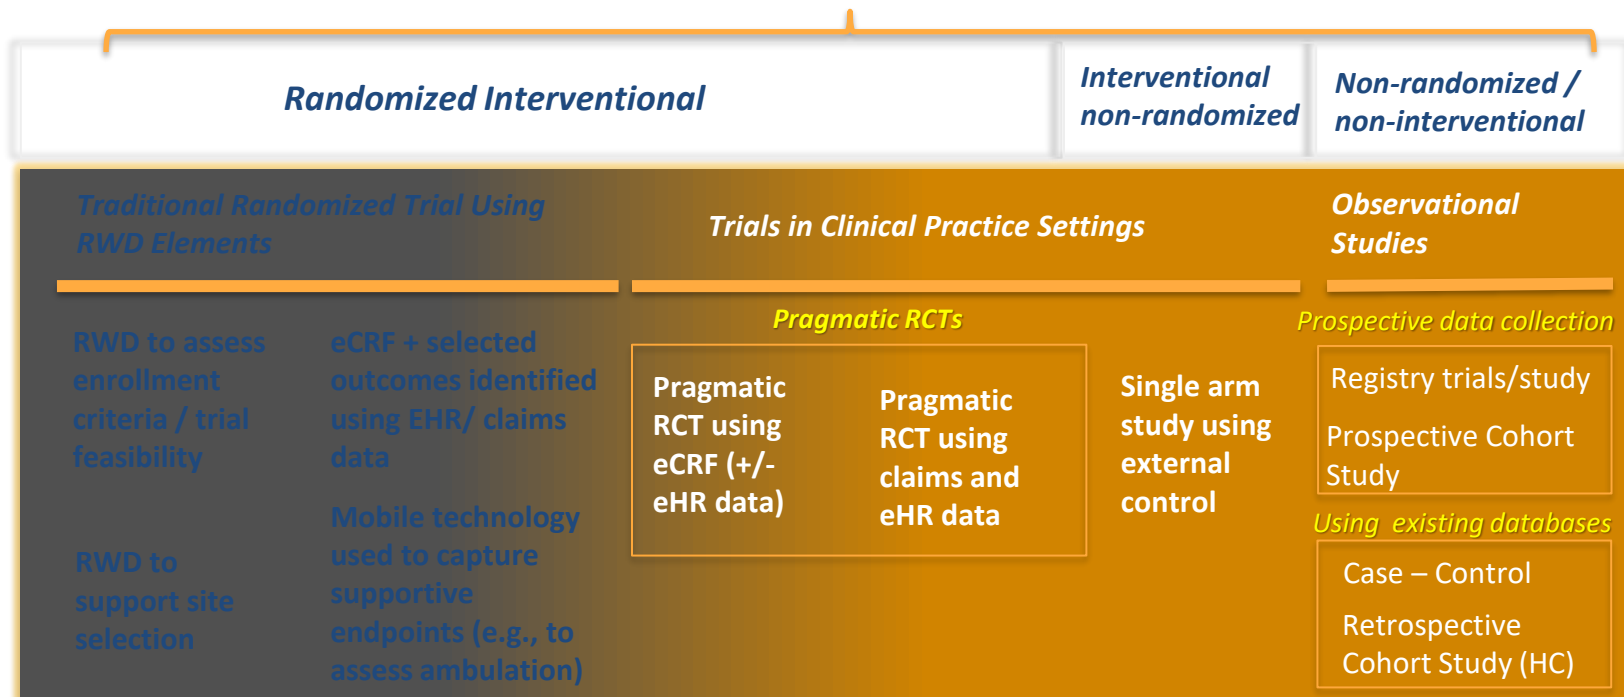 Randomized Interventional
Interventional
non-randomized
Non-randomized /
non-interventional
Traditional Randomized Trial Using
RWD Elements
Trials in Clinical Practice Settings
Observational
Studies
RWD to assess
enrollment
criteria / trial
feasibility
RWD to
support site
selection
eCRF + selected
outcomes identified
using EHR/ claims
data
Mobile technology
used to capture
supportive
endpoints (e.g., to
assess ambulation)
Pragmatic RCTs
Pragmatic
RCT using
eCRF (+/-
eHR data)
Pragmatic
RCT using
claims and
eHR data
Single arm
study using
external
control
Prospective data collection
Registry trials/study
Prospective Cohort
Study
Using existing databases
Case – Control
Retrospective
Cohort Study (HC)